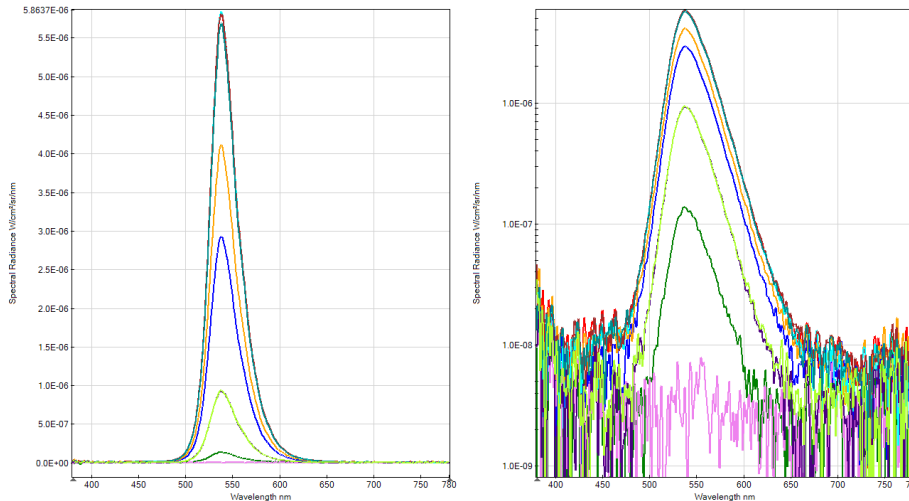 5.8637E-06
5.5E-06
5.0E-06
4.5E-06
4.0E-06
3.5E-06
3.0E-06
2.5E-06
2.0E-06
1.5E-06
1.0E-06
5.0E-07
0.0E+00
Spectral Radiance W/cm²/sr/nm
400 450 500 550 600 650 700 750 780
Wavelength nm
1.0E-06
1.0E-07
1.0E-08
1.0E-09
Spectral Radiance W/cm²/sr/nm
400 450 500 550 600 650 700 780
Wavelength nm